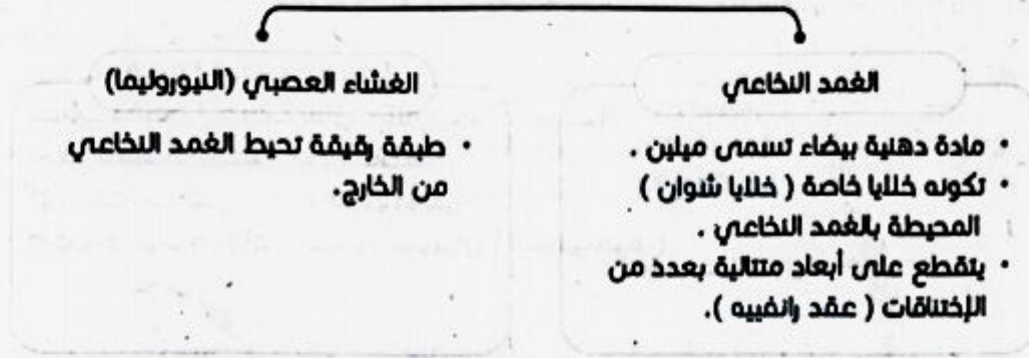 الغمد النخاعي
• مادة دهنية بيضاء تسمى ميلين .
• تكونه خلايا خاصة ( خلايا شوان )
المحيطة بالغمد النخاعي .
• يتقطع على أبعاد متتالية بعدد من
الإختناقات ( عقد رانفييه ).
الغشاء العصبي (النيوروليما)
• طبقة رقيقة تحيط الغمد النخاعي
من الخارج.